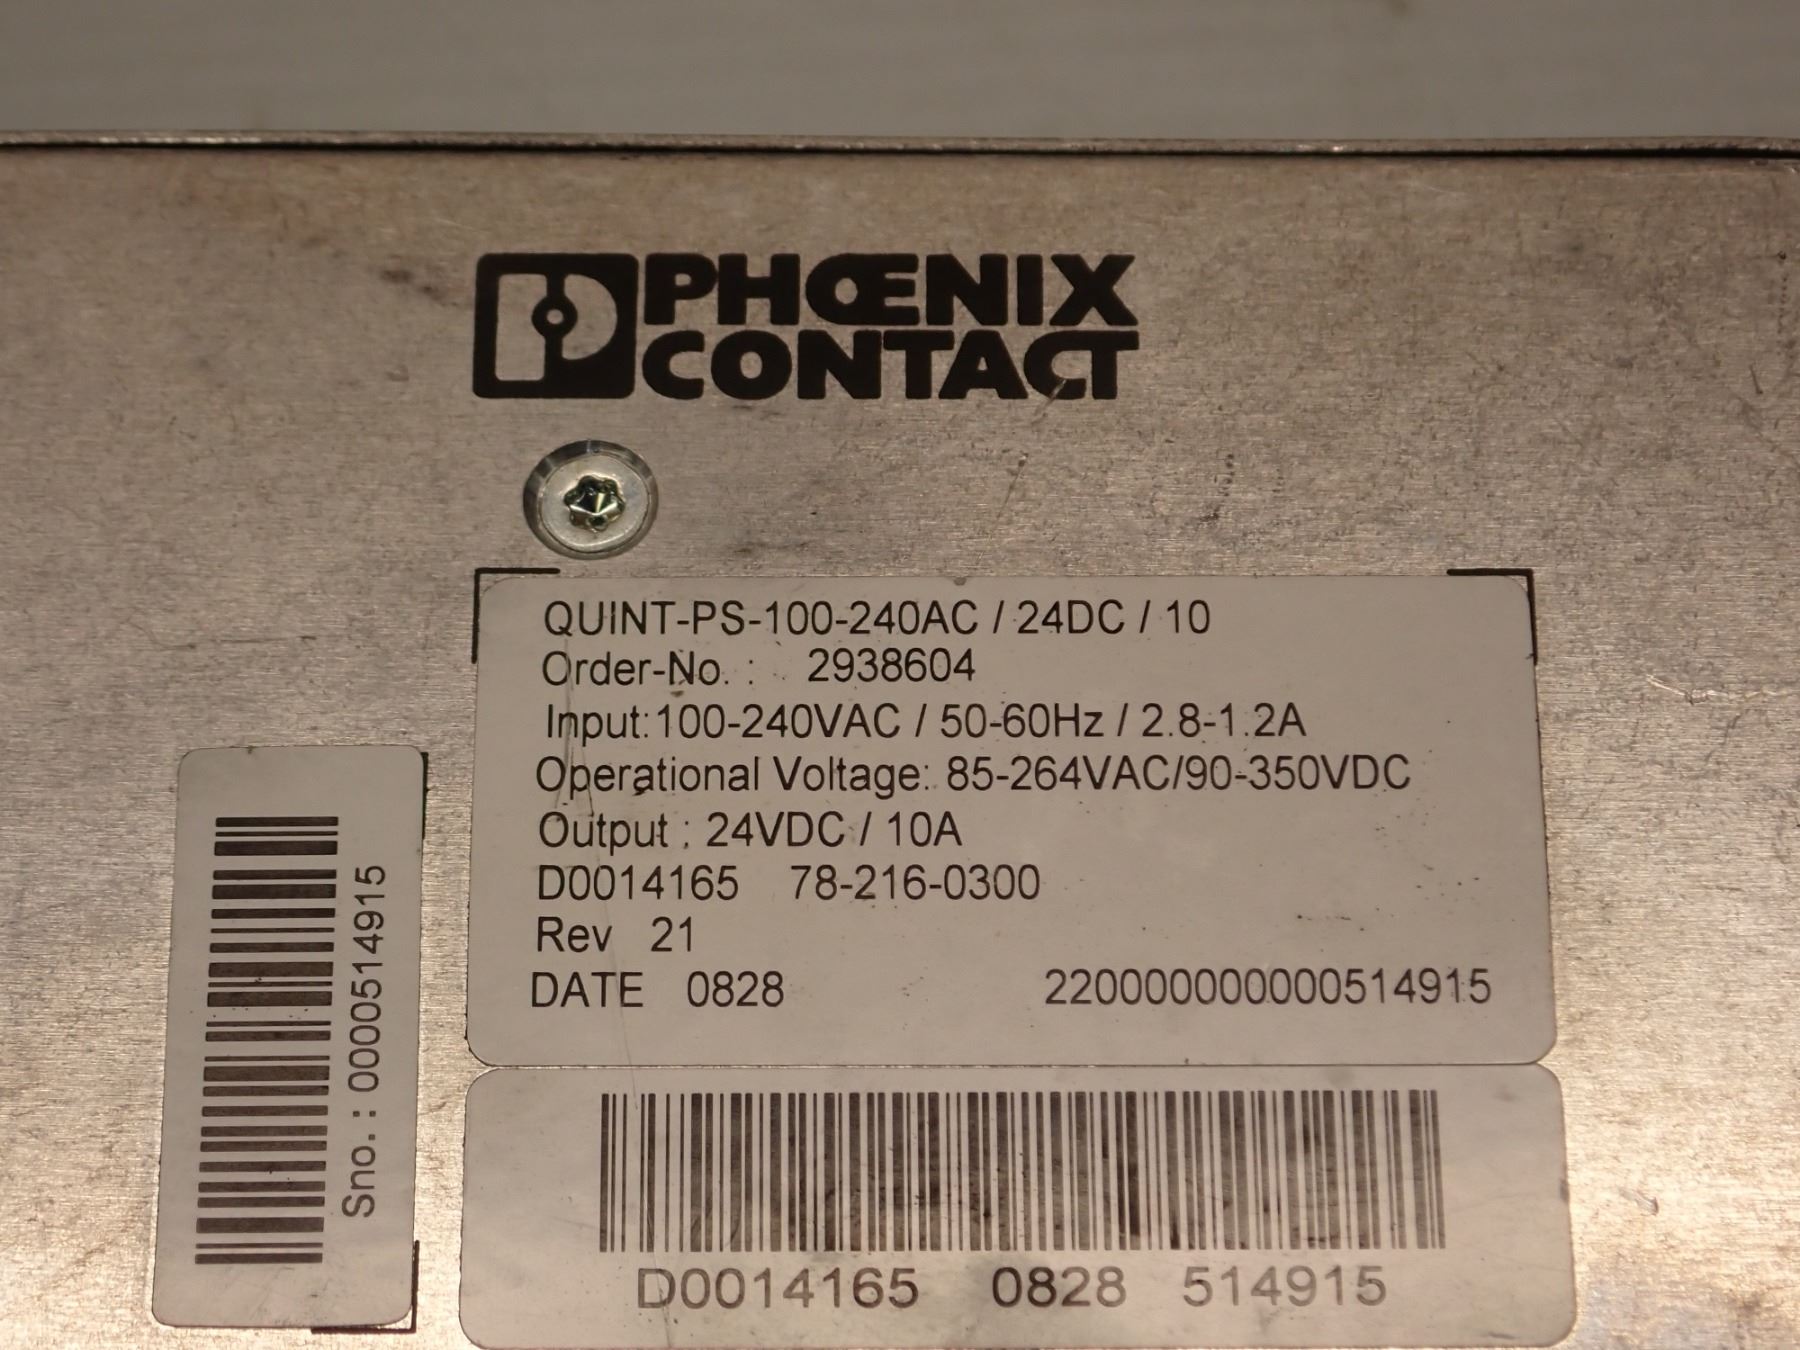 PHŒNIX
CONTACT
QUINT-PS-100-240AC / 24DC / 10
Order-No. : 2938604
Input: 100-240VAC / 50-60Hz / 2.8-1.2A
Operational Voltage: 85-264VAC/90-350VDC
Output : 24VDC / 10A
D0014165 78-216-0300
Rev 21
DATE 0828 220000000000514915
Sno. : 0000514915
D0014165 0828 514915